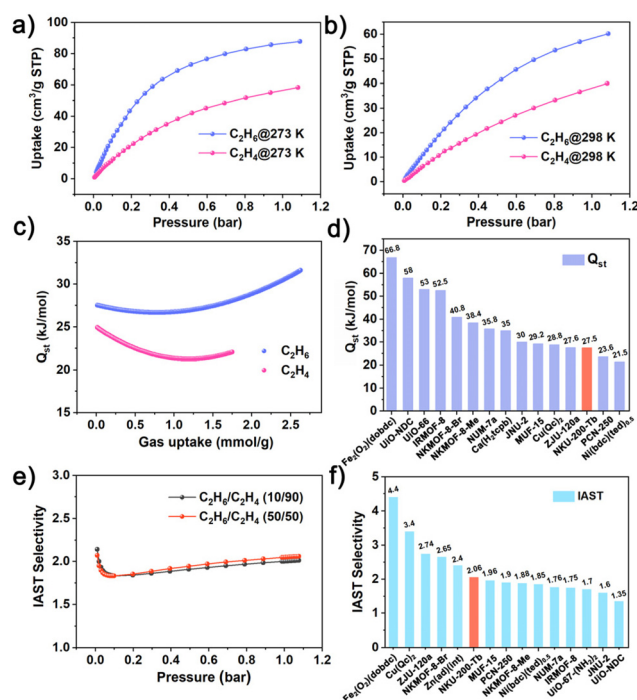 a)
Uptake (cm³/g STP)
100
80
60
40
20
0
C₂H₆@273 K
C₂H₄@273 K
0.0 0.2 0.4 0.6 0.8 1.0 1.2
Pressure (bar)
b)
Uptake (cm³/g STP)
60
50
40
30
20
10
0
C₂H₆@298 K
C₂H₄@298 K
0.0 0.2 0.4 0.6 0.8 1.0 1.2
Pressure (bar)
c)
Qst (kJ/mol)
35
30
25
20
15
C₂H₆
C₂H₄
0 1 2 3
Gas uptake (mmol/g)
d)
Qst (kJ/mol)
70
60
50
40
30
20
10
0
Qst
66.8
58
53
52.5
40.8
38.4
35.8
35
30
29.2
28.8
27.6
27.5
23.6
21.5
Fe₂(O₂)(dobdc)
UiO-NDC
UiO-66
IRMOF-8
NKMOF-8-Br
NKMOF-8-Me
NUM-7a
Ca(H₂tcpb)
JNU-2
MUF-15
Cu(Qc)₂
ZJU-120a
NKU-200-Tb
PCN-250
Ni(bdc)(ted)₀.₅
e)
IAST Selectivity
3.0
2.5
2.0
1.5
1.0
C₂H₆/C₂H₄ (10/90)
C₂H₆/C₂H₄ (50/50)
0.0 0.2 0.4 0.6 0.8 1.0 1.2
Pressure (bar)
f)
IAST Selectivity
5
4
3
2
1
0
IAST
4.4
3.4
2.74
2.65
2.4
2.06
1.96
1.9
1.88
1.85
1.76
1.75
1.7
1.6
1.35
Fe₂(O₂)(dobdc)
Cu(Qc)₂
ZJU-120a
NKMOF-8-Br
Zn(ad)(int)
NKU-200-Tb
MUF-15
PCN-250
NKMOF-8-Me
Ni(bdc)(ted)₀.₅
NUM-7a
IRMOF-8
UiO-67-(NH₂)₂
JNU-2
UiO-NDC